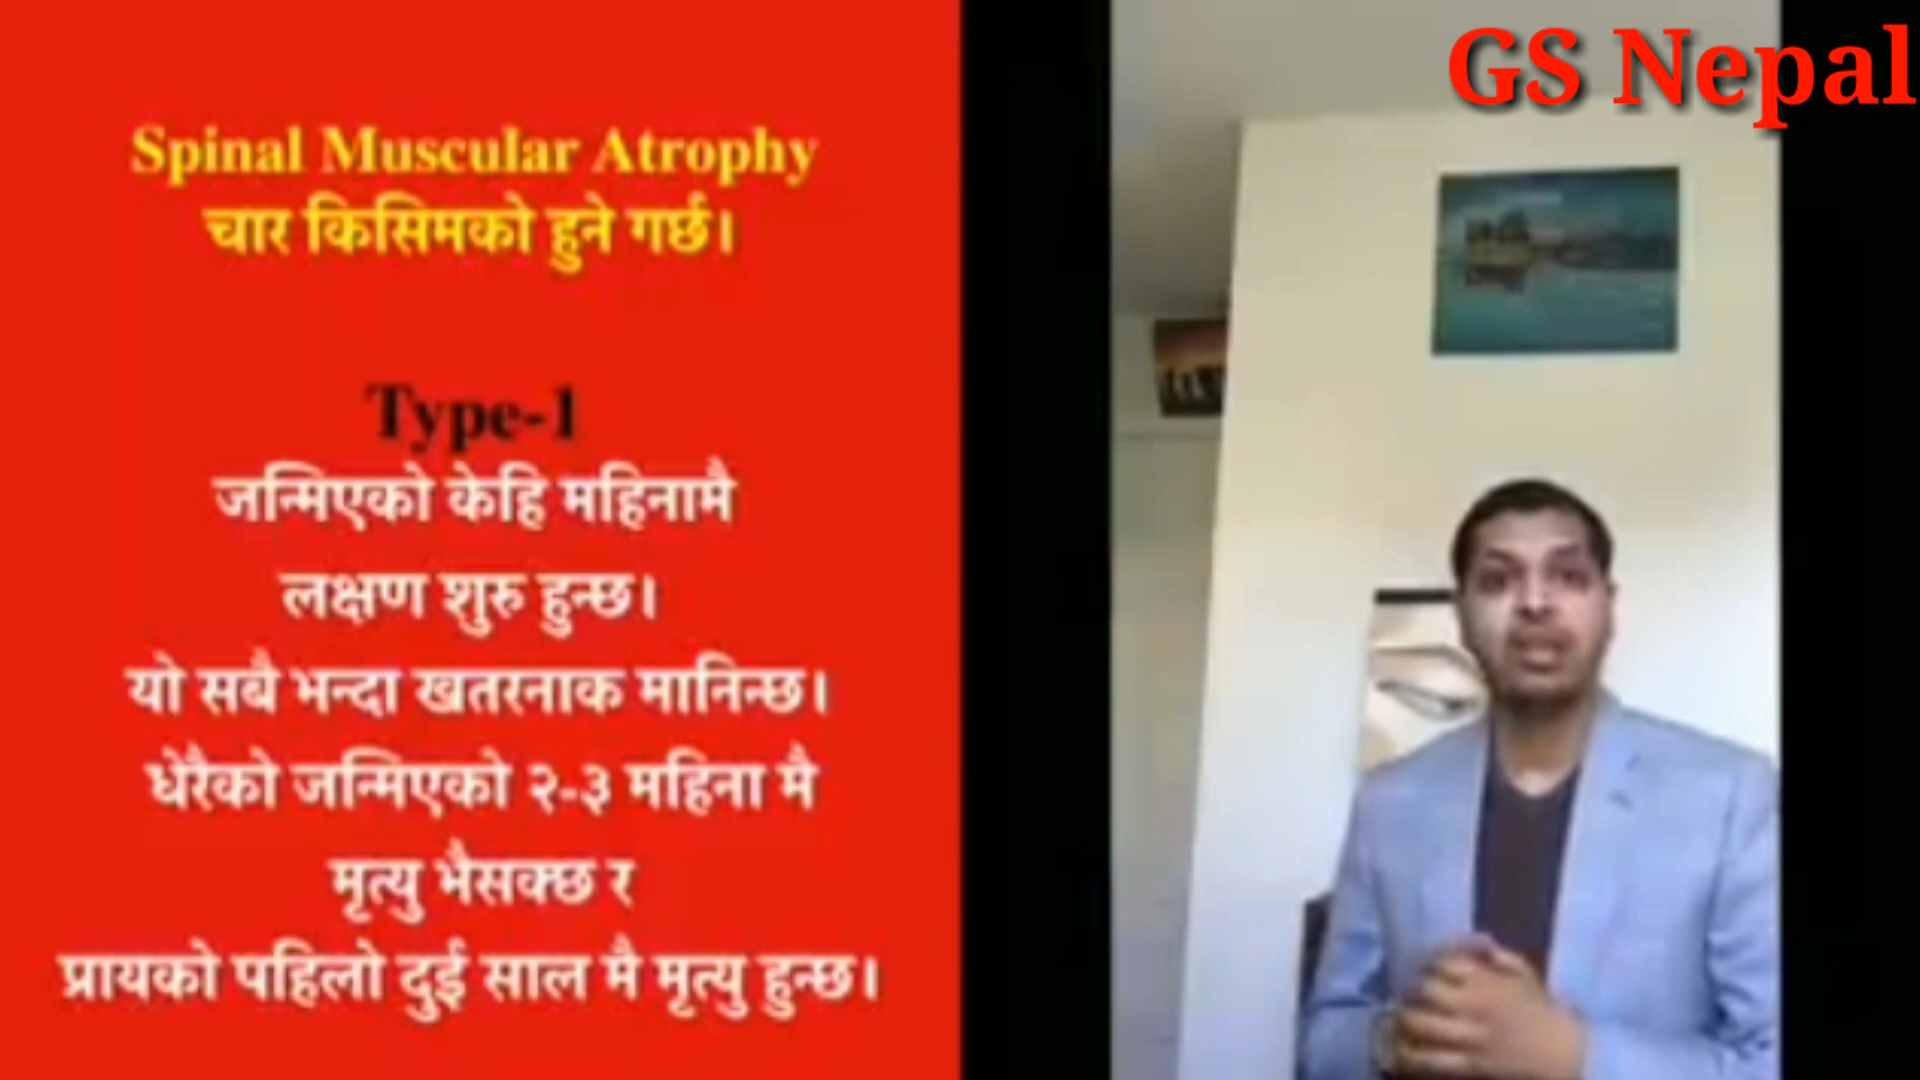 GS Nepal
Spinal Muscular Atrophy
चार किसिमको हुने गर्छ।
Type-1
जन्मिएको केहि महिनामै
लक्षण शुरु हुन्छ।
यो सबै भन्दा खतरनाक मानिन्छ।
धेरैको जन्मिएको २-३ महिना मै
मृत्यु भैसक्छ र
प्रायको पहिलो दुई साल मै मृत्यु हुन्छ।